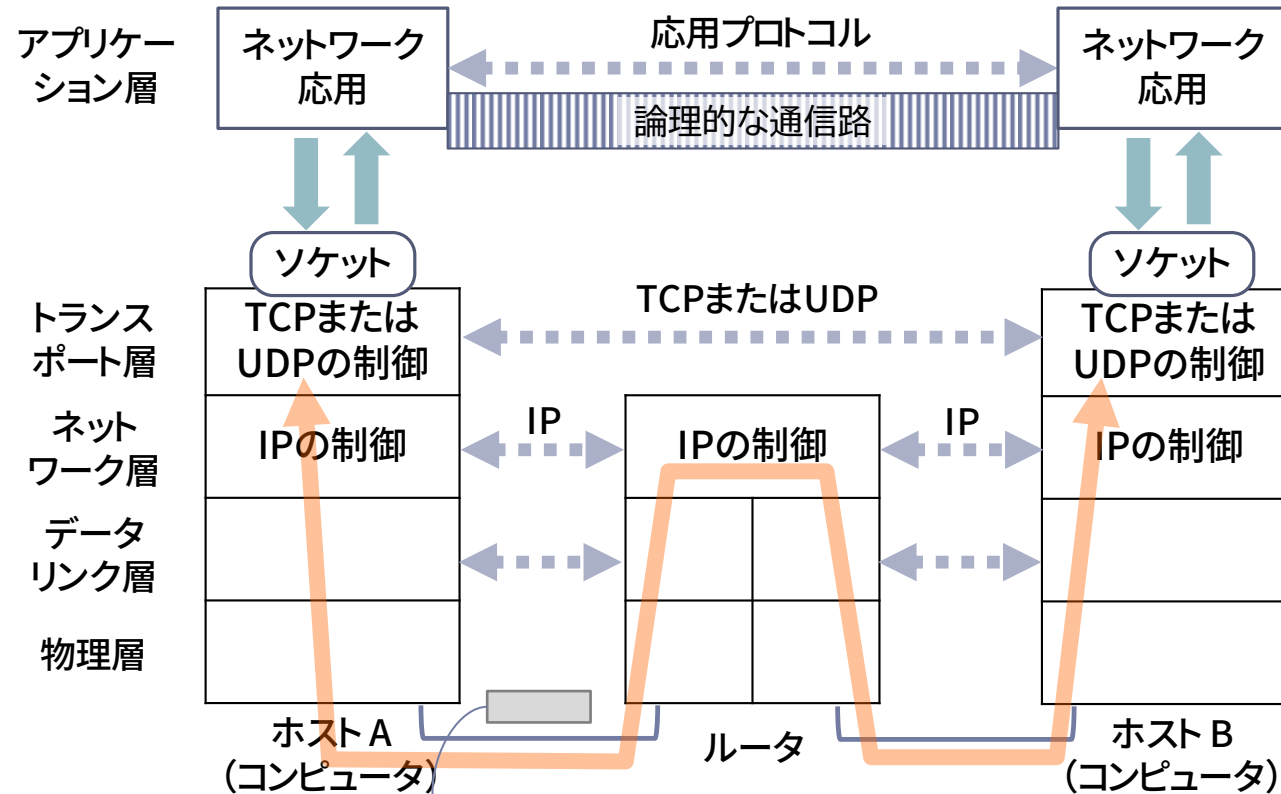 アプリケー
ション層
ネットワーク
応用
応用プロトコル
論理的な通信路
ネットワーク
応用
ソケット
ソケット
トランス
ポート層
TCPまたは
UDPの制御
TCPまたはUDP
TCPまたは
UDPの制御
ネット
ワーク層
IPの制御
IP
IPの制御
IP
IPの制御
データ
リンク層
物理層
ホスト A
(コンピュータ)
ルータ
ホスト B
(コンピュータ)